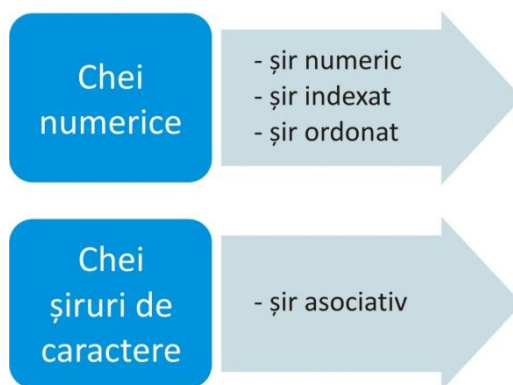 Chei
numerice
- șir numeric
- șir indexat
- șir ordonat
Chei
șiruri de
caractere
- șir asociativ